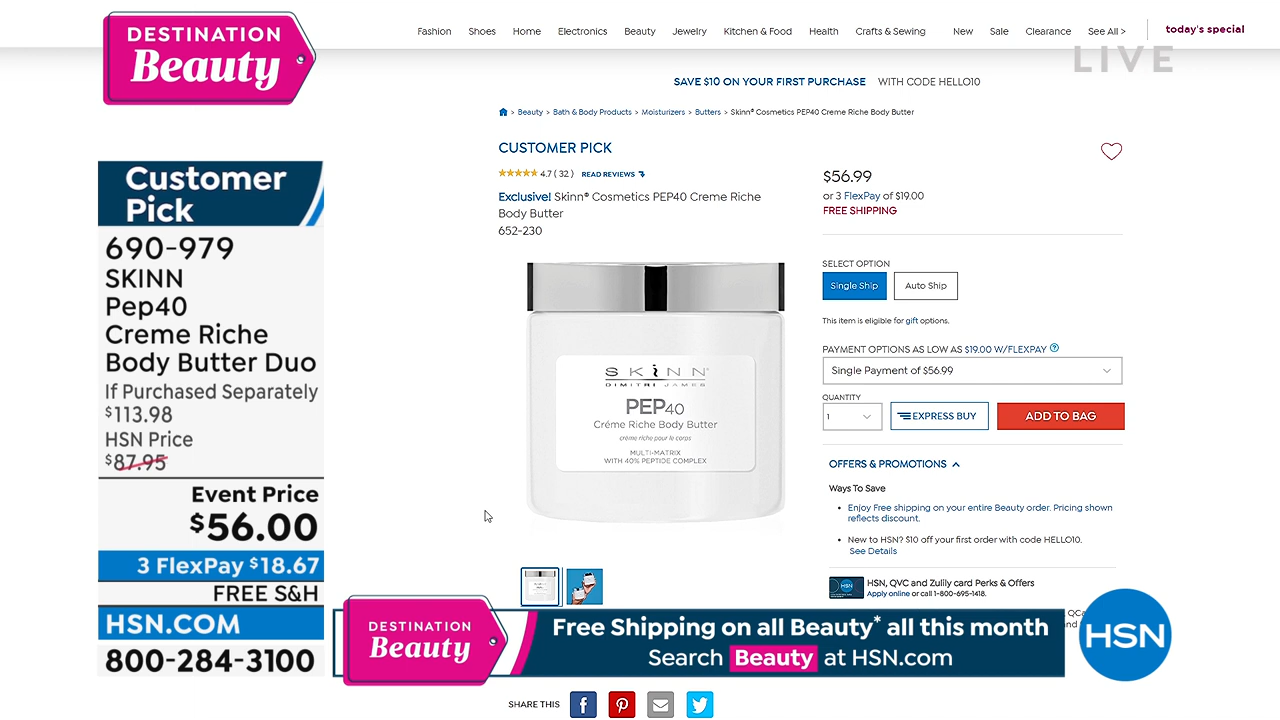 DESTINATION
Beauty
Fashion Shoes Home Electronics Beauty Jewelry Kitchen & Food Health Crafts & Sewing New Sale Clearance See All > today's special
LIVE
SAVE $10 ON YOUR FIRST PURCHASE WITH CODE HELLO10
> Beauty > Bath & Body Products > Moisturizers > Butters > Skinn® Cosmetics PEP40 Creme Riche Body Butter
CUSTOMER PICK
4.7 ( 32 ) READ REVIEWS
Exclusive! Skinn® Cosmetics PEP40 Creme Riche
Body Butter
652-230
SKINN®
DIMITRI JAMES
PEP40
Créme Riche Body Butter
crème riche pour le corps
MULTI-MATRIX
WITH 40% PEPTIDE COMPLEX
$56.99
or 3 FlexPay of $19.00
FREE SHIPPING
SELECT OPTION
Single Ship Auto Ship
This item is eligible for gift options.
PAYMENT OPTIONS AS LOW AS $19.00 W/FLEXPAY ?
Single Payment of $56.99
QUANTITY
1 EXPRESS BUY ADD TO BAG
OFFERS & PROMOTIONS
Ways To Save
• Enjoy Free shipping on your entire Beauty order. Pricing shown
reflects discount.
• New to HSN? $10 off your first order with code HELLO10.
See Details
HSN, QVC and Zulily card Perks & Offers
Apply online or call 1-800-695-1418.
Customer
Pick
690-979
SKINN
Pep40
Creme Riche
Body Butter Duo
If Purchased Separately
$113.98
HSN Price
$87.95
Event Price
$56.00
3 FlexPay $18.67
FREE S&H
HSN.COM
800-284-3100
DESTINATION
Beauty
Free Shipping on all Beauty* all this month
Search Beauty at HSN.com
HSN
SHARE THIS